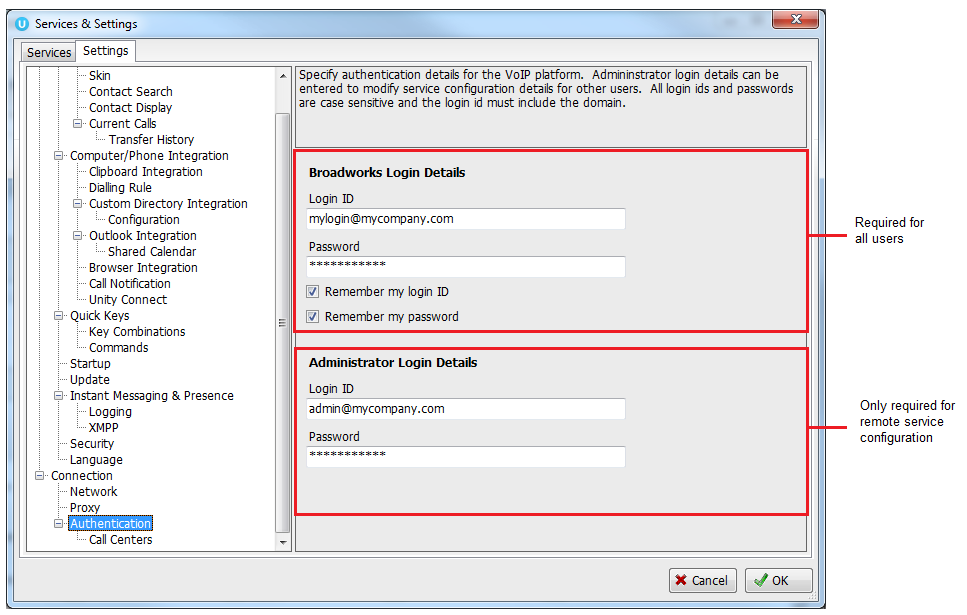 U Services & Settings
Services Settings
Skin
Contact Search
Contact Display
Current Calls
Transfer History
Computer/Phone Integration
Clipboard Integration
Dialling Rule
Custom Directory Integration
Configuration
Outlook Integration
Shared Calendar
Browser Integration
Call Notification
Unity Connect
Quick Keys
Key Combinations
Commands
Startup
Update
Instant Messaging & Presence
Logging
XMPP
Security
Language
Connection
Network
Proxy
Authentication
Call Centers
Specify authentication details for the VoIP platform. Admininstrator login details can be
entered to modify service configuration details for other users. All login ids and passwords
are case sensitive and the login id must include the domain.
Broadworks Login Details
Login ID
mylogin@mycompany.com
Password
***********
Remember my login ID
Remember my password
Administrator Login Details
Login ID
admin@mycompany.com
Password
***********
Required for
all users
Only required for
remote service
configuration
Cancel
OK